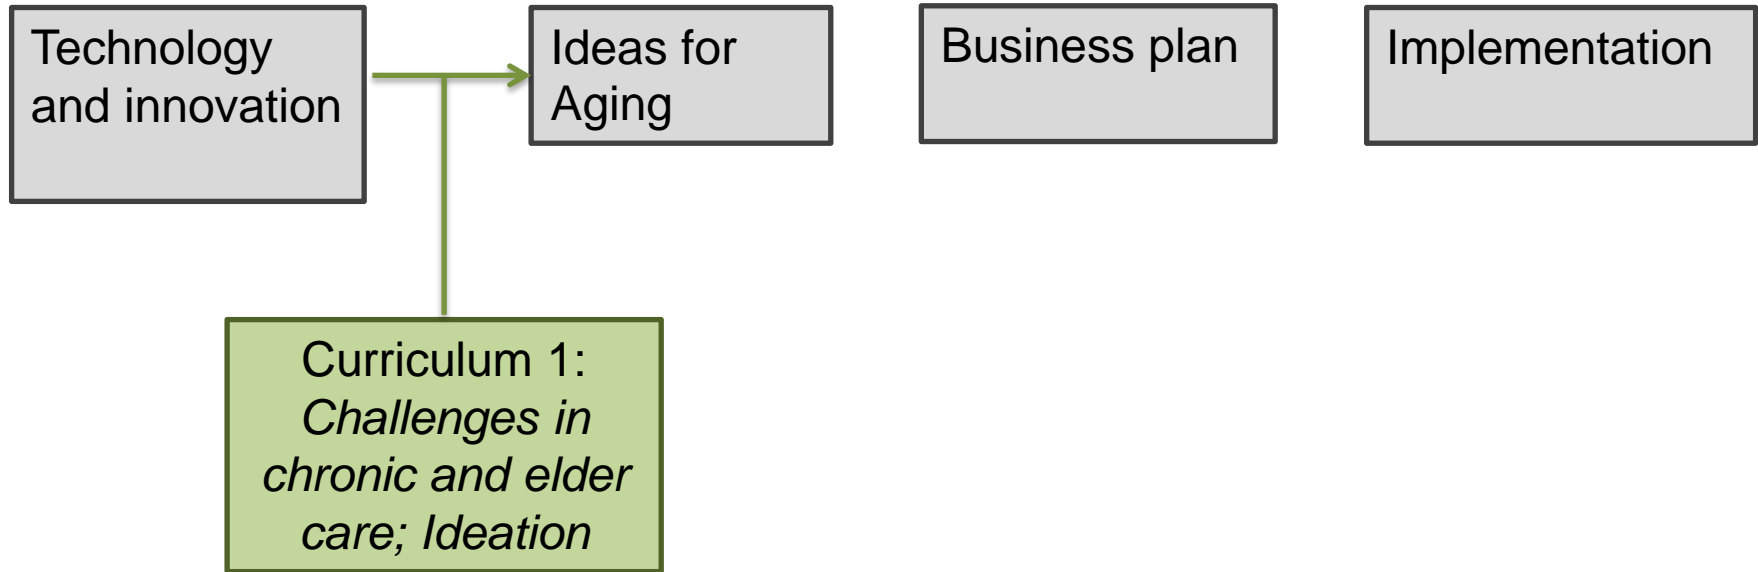 Technology
and innovation
Ideas for
Aging
Business plan
Implementation
Curriculum 1:
Challenges in
chronic and elder
care; Ideation